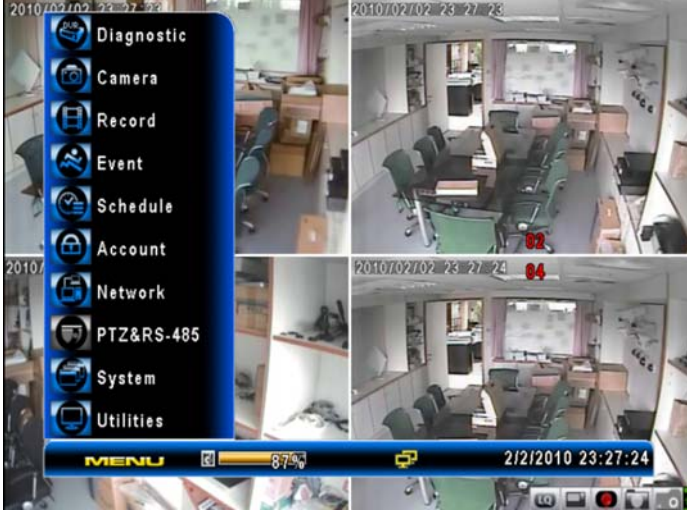 2010/02/02 23 27 23
2010/02/02 23 27 23
Diagnostic
Camera
Record
Event
Schedule
Account
02
Network
2010/
2010/02/02 23 27 24
04
PTZ&RS-485
System
Utilities
MENU
87%
2/2/2010 23:27:24
LQ